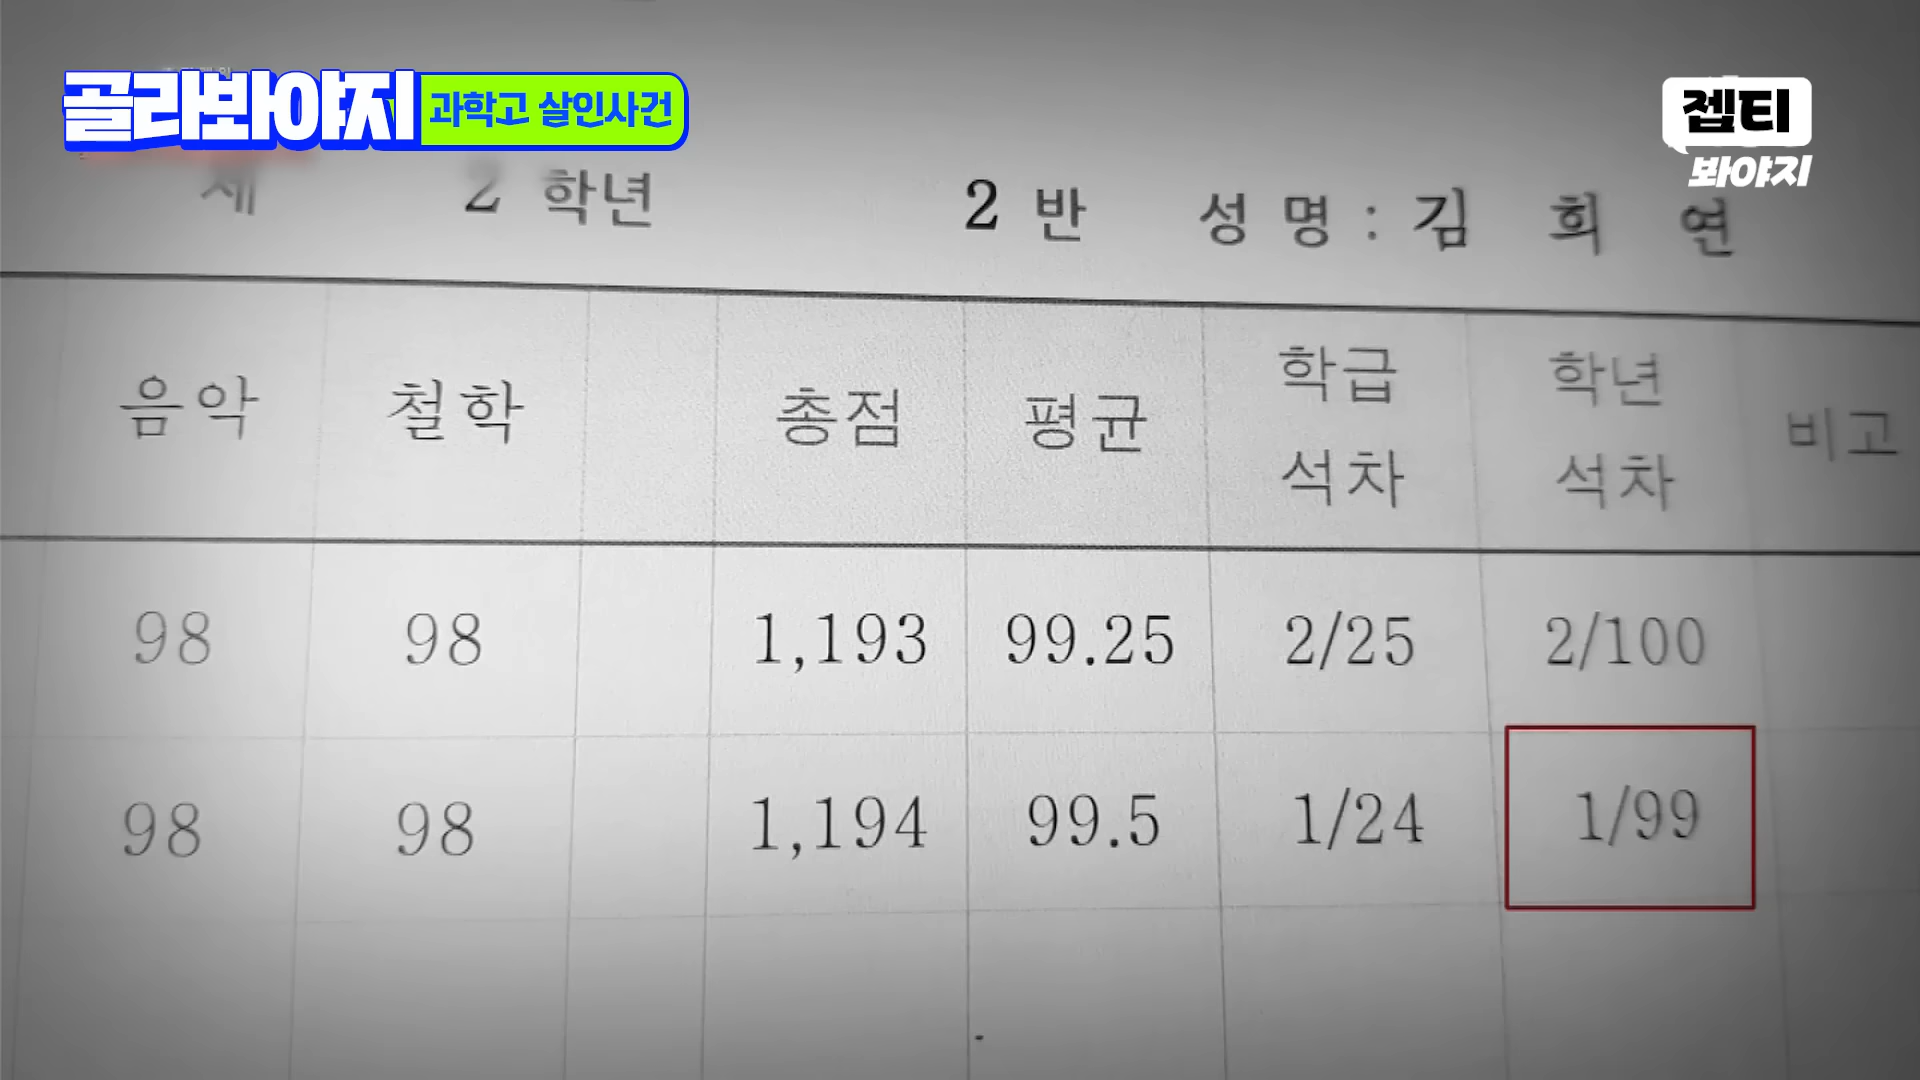 골라봐야지 과학고 살인사건
젭티
봐야지
제 2 학년 2 반 성 명 : 김 희 연
음악 철학 총점 평균 학급 석차 학년 석차 비고
98 98 1,193 99.25 2/25 2/100
98 98 1,194 99.5 1/24 1/99